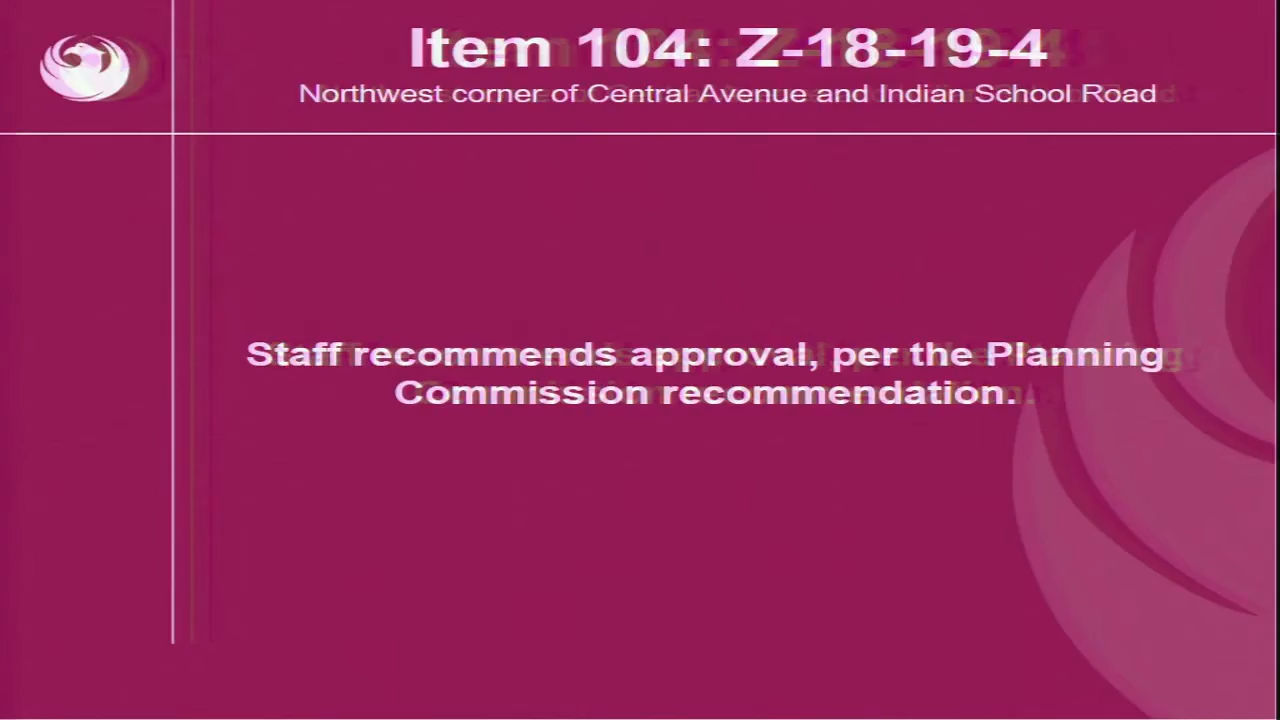 Item 104: Z-18-19-4
Northwest corner of Central Avenue and Indian School Road
Staff recommends approval, per the Planning
Commission recommendation.